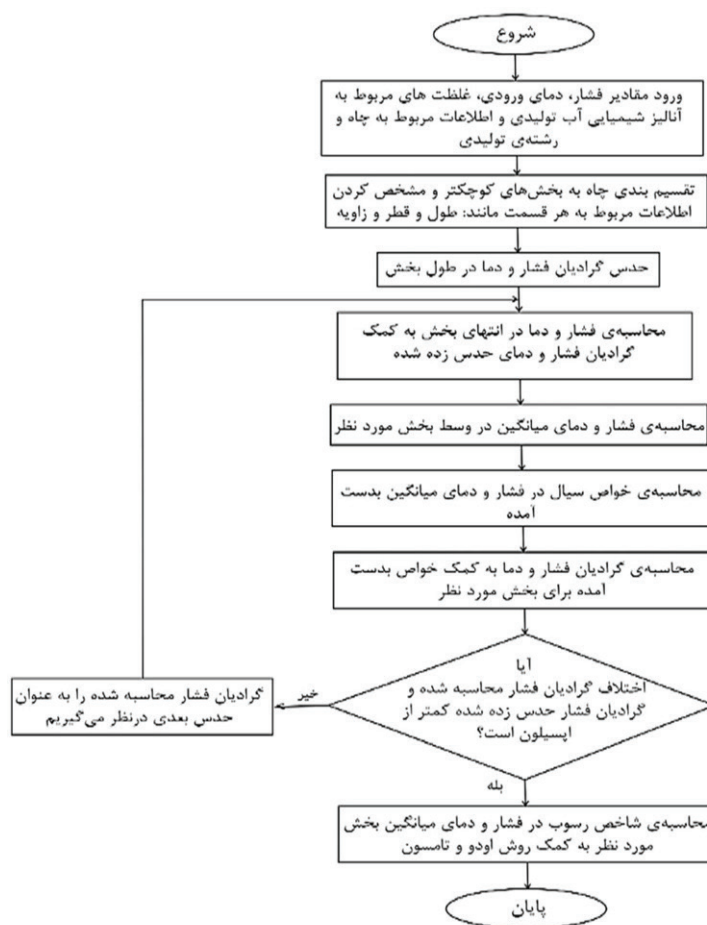 شروع
ورود مقادیر فشار، دمای ورودی، غلظت های مربوط به
آنالیز شیمیایی آب تولیدی و اطلاعات مربوط به چاه و
رشته‌ی تولیدی
تقسیم بندی چاه به بخش‌های کوچکتر و مشخص کردن
اطلاعات مربوط به هر قسمت مانند: طول و قطر و زاویه
حدس گرادیان فشار و دما در طول بخش
محاسبه‌ی فشار و دما در انتهای بخش به کمک
گرادیان فشار و دمای حدس زده شده
محاسبه‌ی فشار و دمای میانگین در وسط بخش مورد نظر
محاسبه‌ی خواص سیال در فشار و دمای میانگین بدست
آمده
محاسبه‌ی گرادیان فشار و دما به کمک خواص بدست
آمده برای بخش مورد نظر
آیا
اختلاف گرادیان فشار محاسبه شده و
گرادیان فشار حدس زده شده کمتر از
اپسیلون است؟
خیر
گرادیان فشار محاسبه شده را به عنوان
حدس بعدی درنظر می‌گیریم
بله
محاسبه‌ی شاخص رسوب در فشار و دمای میانگین بخش
مورد نظر به کمک روش اودو و تامسون
پایان